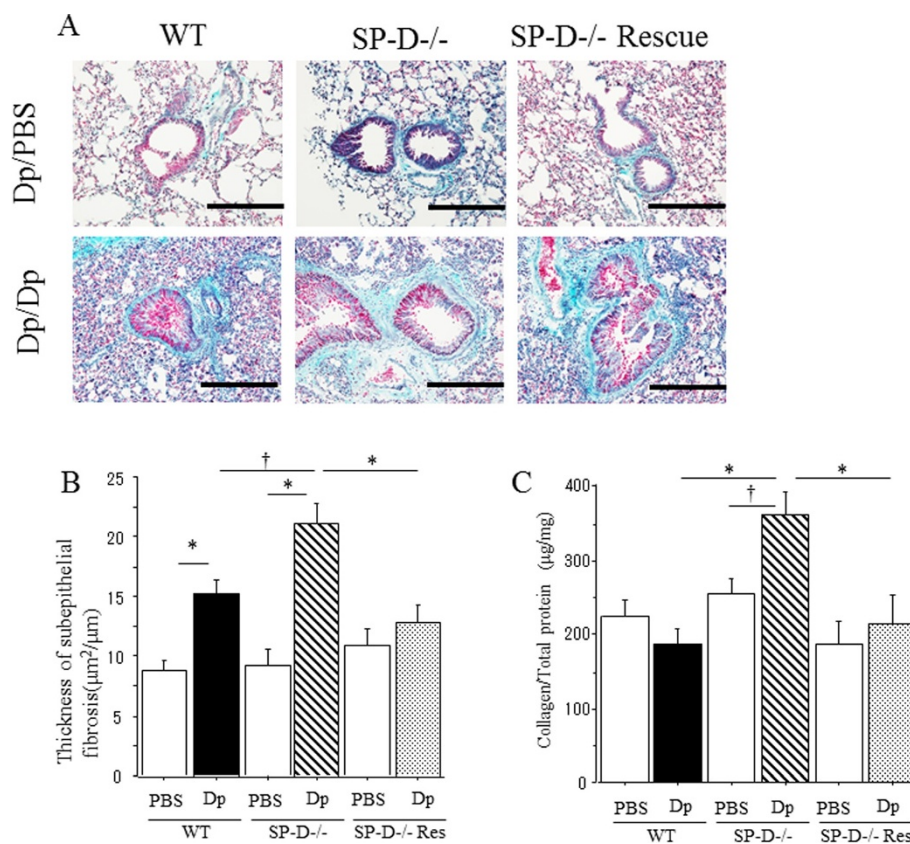 A
WT
SP-D-/-
SP-D-/- Rescue
Dp/PBS
Dp/Dp
B
Thickness of subepithelial
fibrosis(μm²/μm)
25
20
15
10
5
0
†
*
*
*
PBS
Dp
PBS
Dp
PBS
Dp
WT
SP-D-/-
SP-D-/- Res
C
Collagen/Total protein (μg/mg)
400
300
200
100
0
*
†
*
PBS
Dp
PBS
Dp
PBS
Dp
WT
SP-D-/-
SP-D-/- Res